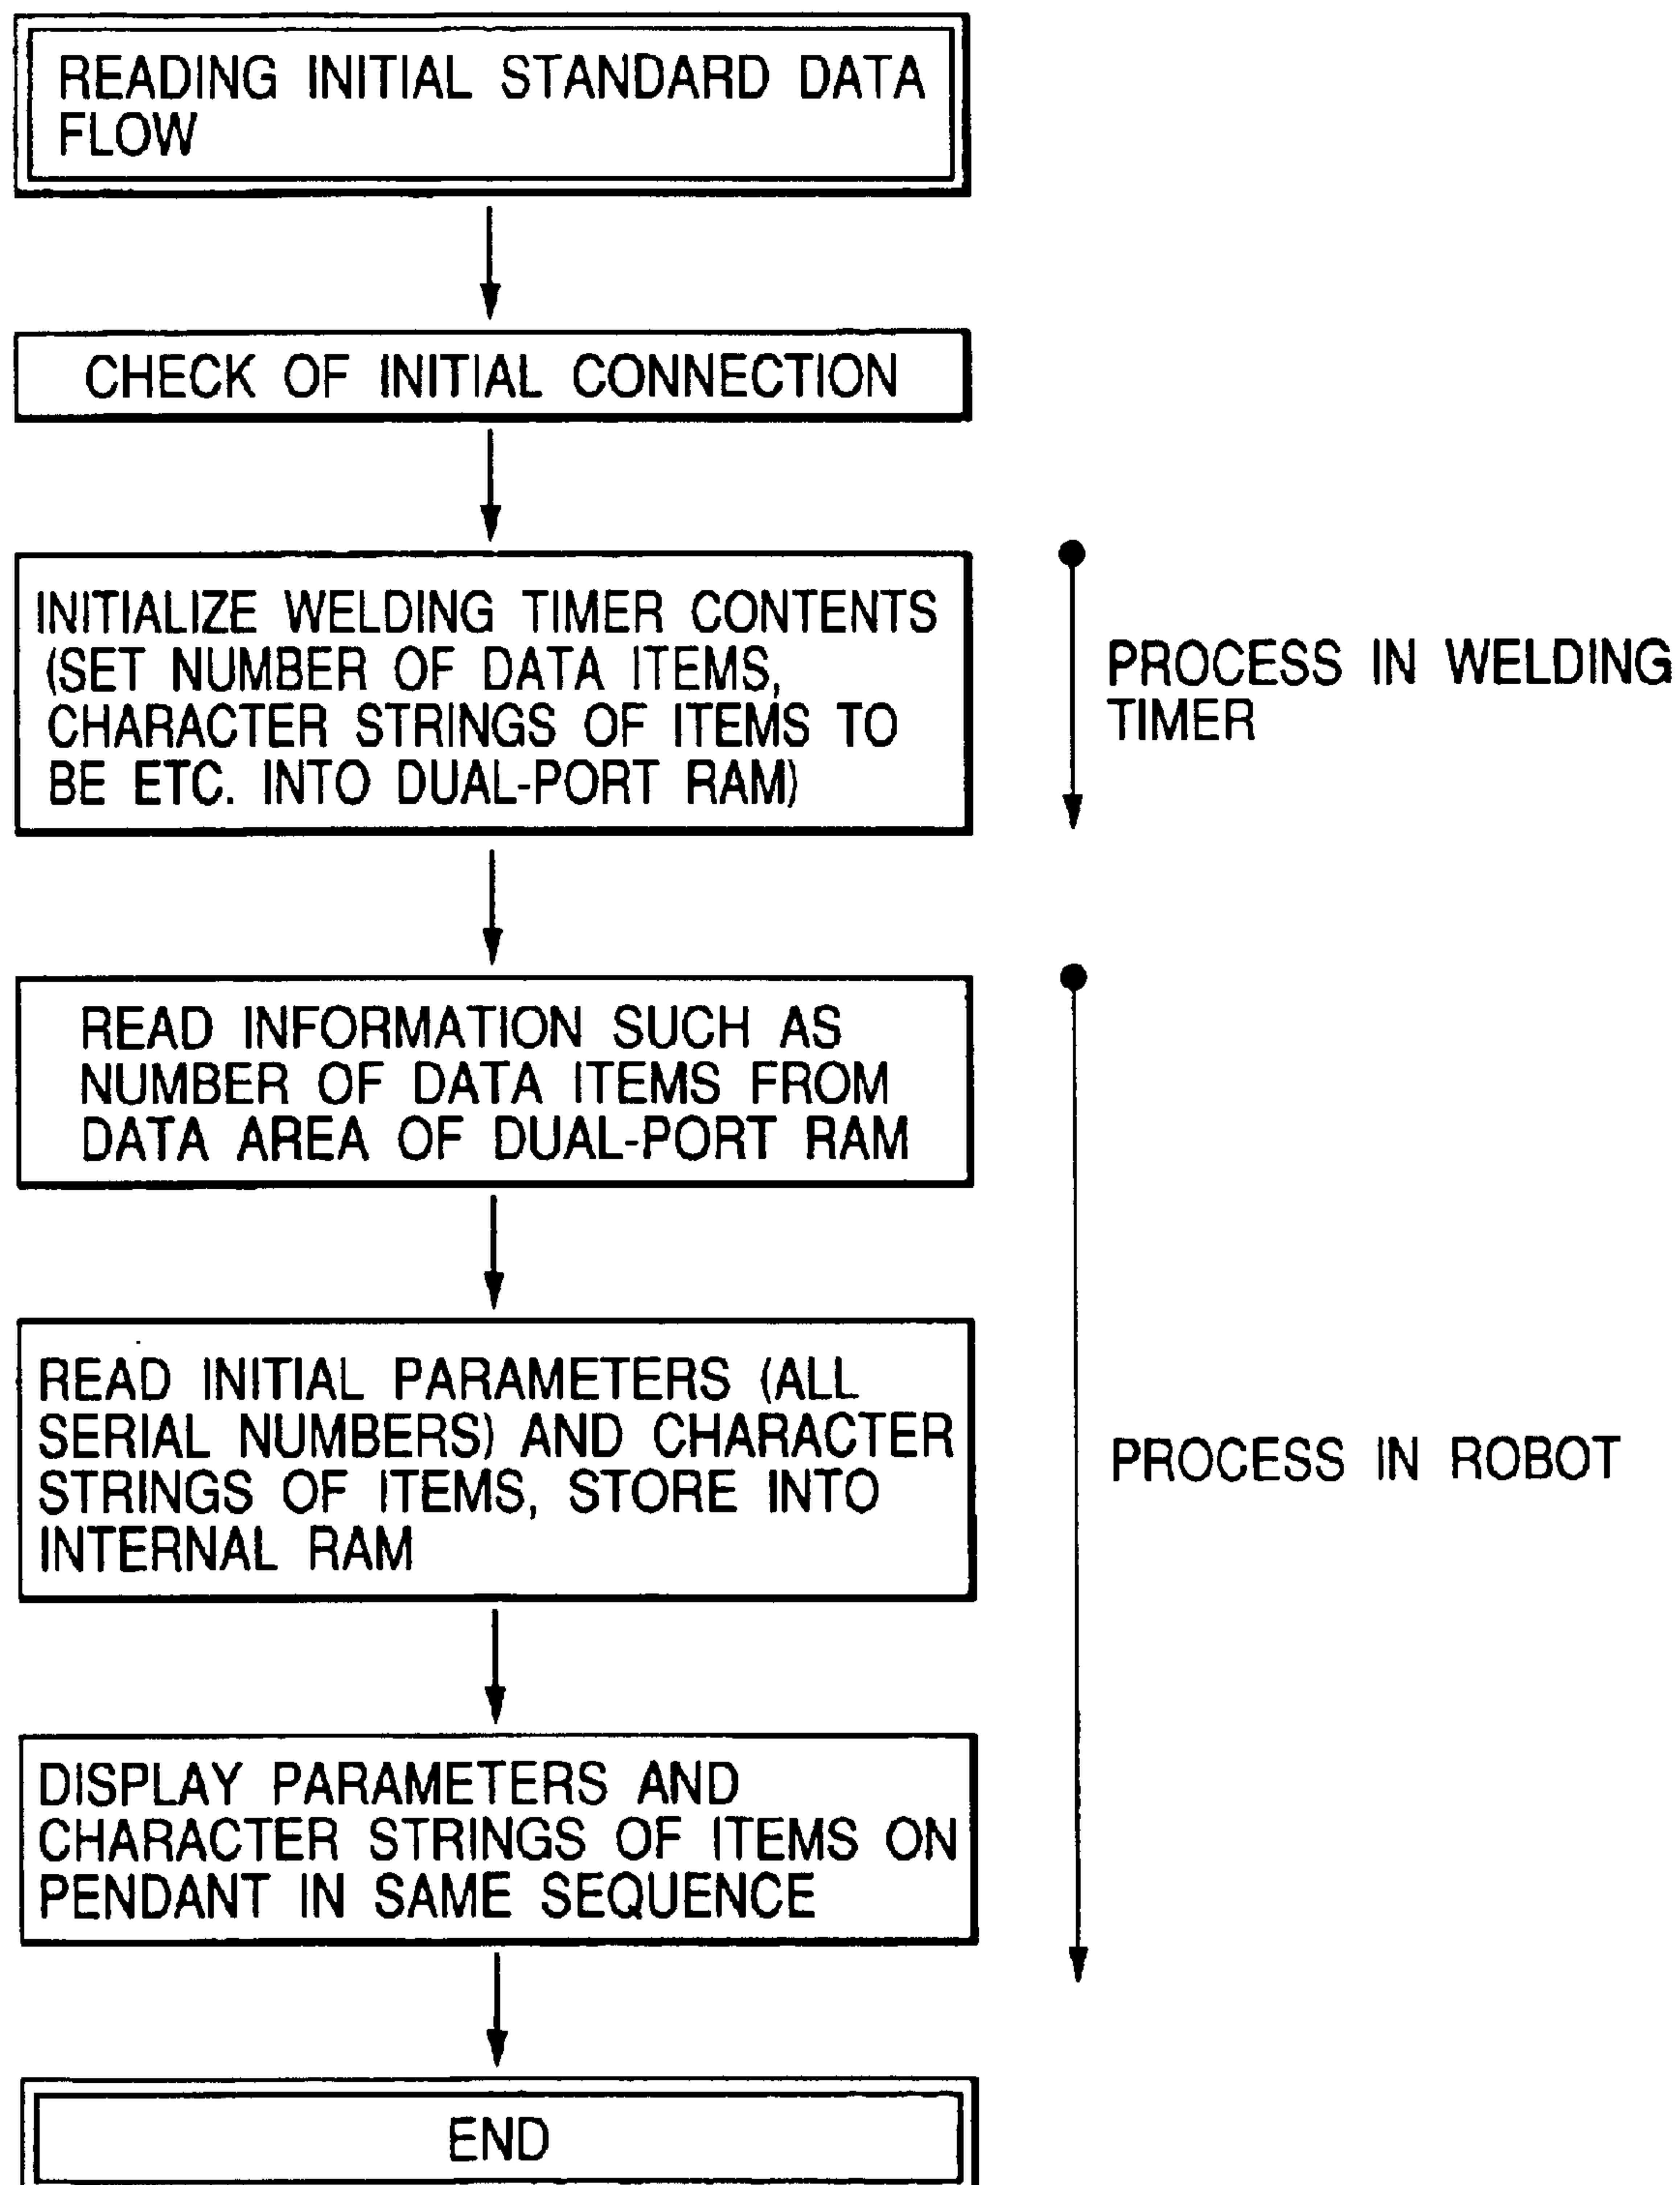 READING INITIAL STANDARD DATA
FLOW
CHECK OF INITIAL CONNECTION
INITIALIZE WELDING TIMER CONTENTS
(SET NUMBER OF DATA ITEMS,
CHARACTER STRINGS OF ITEMS TO
BE ETC. INTO DUAL-PORT RAM)
PROCESS IN WELDING
TIMER
READ INFORMATION SUCH AS
NUMBER OF DATA ITEMS FROM
DATA AREA OF DUAL-PORT RAM
READ INITIAL PARAMETERS (ALL
SERIAL NUMBERS) AND CHARACTER
STRINGS OF ITEMS, STORE INTO
INTERNAL RAM
PROCESS IN ROBOT
DISPLAY PARAMETERS AND
CHARACTER STRINGS OF ITEMS ON
PENDANT IN SAME SEQUENCE
END